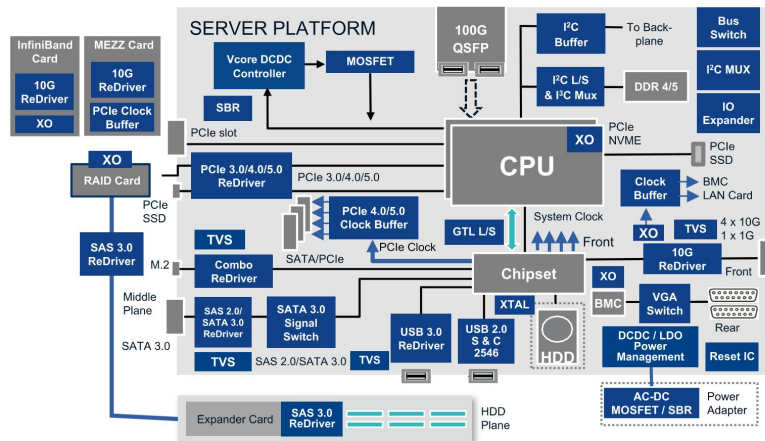 SERVER PLATFORM
InfiniBand
Card
10G
ReDriver
XO
MEZZ Card
10G
ReDriver
PCIe Clock
Buffer
Vcore DCDC
Controller
MOSFET
SBR
100G
QSFP
I²C
Buffer
To Back-
plane
I²C L/S
& I³C Mux
DDR 4/5
Bus
Switch
I²C MUX
IO
Expander
PCIe slot
CPU
XO
PCIe
NVME
PCIe
SSD
XO
RAID Card
PCIe
SSD
PCIe 3.0/4.0/5.0
ReDriver
PCIe 3.0/4.0/5.0
PCIe 4.0/5.0
Clock Buffer
SATA/PCIe
PCIe Clock
GTL L/S
System Clock
Front
Clock
Buffer
BMC
LAN Card
XO
TVS
4 x 10G
1 x 1G
SAS 3.0
ReDriver
TVS
M.2
Combo
ReDriver
Chipset
10G
ReDriver
Front
XO
BMC
VGA
Switch
Rear
Middle
Plane
SATA 3.0
SAS 2.0/
SATA 3.0
ReDriver
SATA 3.0
Signal
Switch
XTAL
HDD
USB 3.0
ReDriver
USB 2.0
S & C
2546
TVS
SAS 2.0/SATA 3.0
TVS
DCDC / LDO
Power
Management
Reset IC
AC-DC
MOSFET / SBR
Power
Adapter
Expander Card
SAS 3.0
ReDriver
HDD
Plane